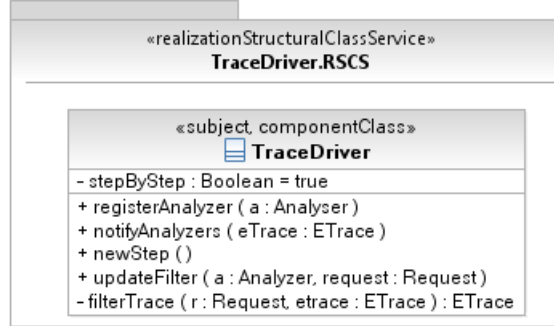 «realizationStructuralClassService»
TraceDriver.RSCS
«subject, componentClass»
TraceDriver
- stepByStep : Boolean = true
+ registerAnalyzer ( a : Analyser )
+ notifyAnalyzers ( eTrace : ETrace )
+ newStep ()
+ updateFilter ( a : Analyzer, request : Request )
- filterTrace ( r : Request, etrace : ETrace ) : ETrace